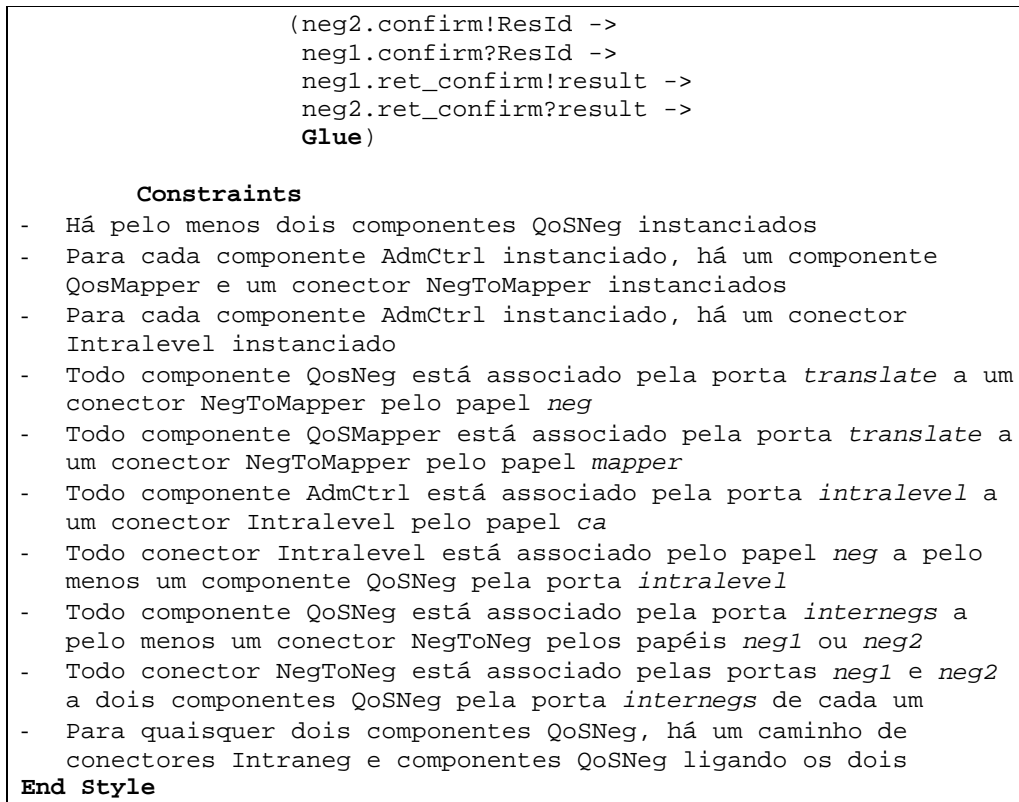 (neg2.confirm!ResId ->
neg1.confirm?ResId ->
neg1.ret_confirm!result ->
neg2.ret_confirm?result ->
Glue)
Constraints
- Há pelo menos dois componentes QoSNeg instanciados
- Para cada componente AdmCtrl instanciado, há um componente
QosMapper e um conector NegToMapper instanciados
- Para cada componente AdmCtrl instanciado, há um conector
Intralevel instanciado
- Todo componente QosNeg está associado pela porta translate a um
conector NegToMapper pelo papel neg
- Todo componente QoSMapper está associado pela porta translate a
um conector NegToMapper pelo papel mapper
- Todo componente AdmCtrl está associado pela porta intralevel a
um conector Intralevel pelo papel ca
- Todo conector Intralevel está associado pelo papel neg a pelo
menos um componente QoSNeg pela porta intralevel
- Todo componente QoSNeg está associado pela porta internegs a
pelo menos um conector NegToNeg pelos papéis neg1 ou neg2
- Todo conector NegToNeg está associado pelas portas neg1 e neg2
a dois componentes QoSNeg pela porta internegs de cada um
- Para quaisquer dois componentes QoSNeg, há um caminho de
conectores Intraneg e componentes QoSNeg ligando os dois
End Style